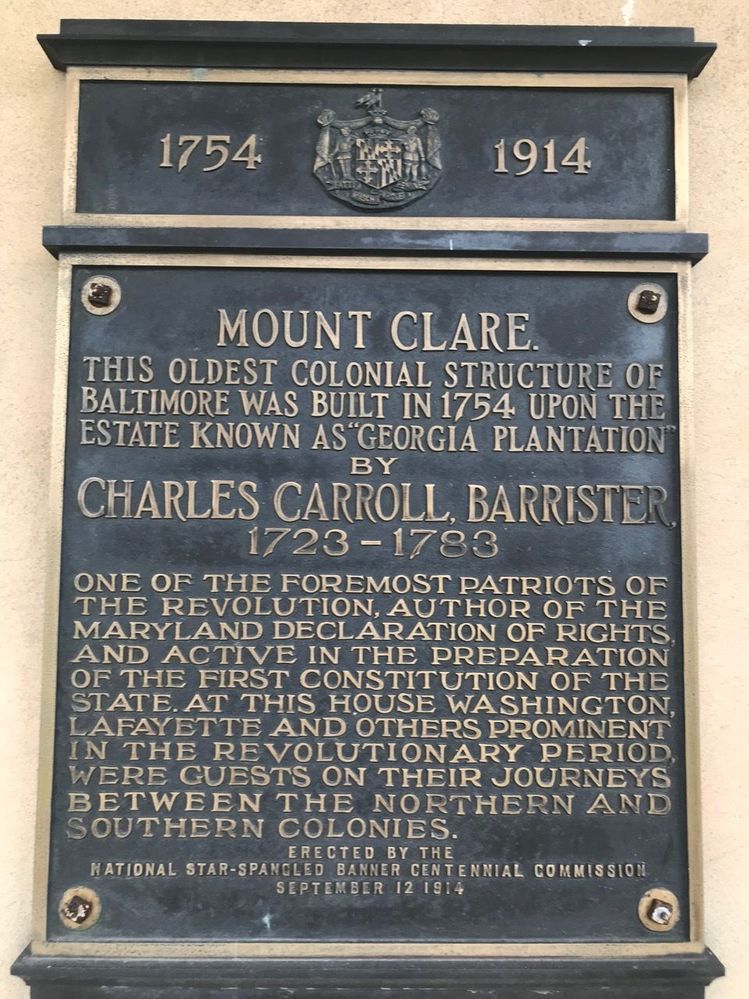 1754 1914
MOUNT CLARE.
THIS OLDEST COLONIAL STRUCTURE OF
BALTIMORE WAS BUILT IN 1754 UPON THE
ESTATE KNOWN AS "GEORGIA PLANTATION"
BY
CHARLES CARROLL, BARRISTER,
1723-1783
ONE OF THE FOREMOST PATRIOTS OF
THE REVOLUTION, AUTHOR OF THE
MARYLAND DECLARATION OF RIGHTS,
AND ACTIVE IN THE PREPARATION
OF THE FIRST CONSTITUTION OF THE
STATE. AT THIS HOUSE WASHINGTON,
LAFAYETTE AND OTHERS PROMINENT
IN THE REVOLUTIONARY PERIOD,
WERE GUESTS ON THEIR JOURNEYS
BETWEEN THE NORTHERN AND
SOUTHERN COLONIES.
ERECTED BY THE
NATIONAL STAR-SPANGLED BANNER CENTENNIAL COMMISSION
SEPTEMBER 12 1914